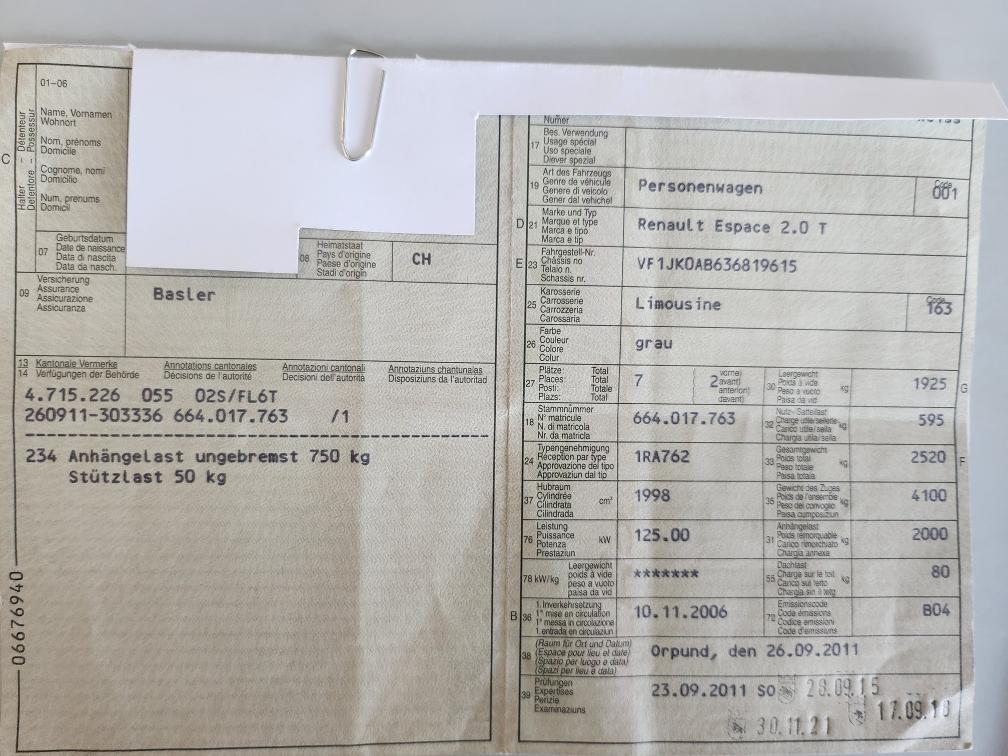 01-06
C
Halter - Détenteur
Detentore - Possessur
Name, Vornamen
Wohnort
Nom, prénoms
Domicile
Cognome, nomi
Domicilio
Num, prenums
Domicil
07
Geburtsdatum
Date de naissance
Data di nascita
Data da nasch.
08
Heimatstaat
Pays d'origine
Paese d'origine
Stadi d'origin
CH
09
Versicherung
Assurance
Assicurazione
Assicuranza
Basler
13 Kantonale Vermerke Annotations cantonales Annotazioni cantonali Annotaziuns chantunalas
14 Verfügungen der Behörde Décisions de l'autorité Decisioni dell'autorità Disposiziuns da l'autoritad
4.715.226 055 02S/FL6T
260911-303336 664.017.763 /1
234 Anhängelast ungebremst 750 kg
Stützlast 50 kg
06676940
Numer
17
Bes. Verwendung
Usage spécial
Uso speciale
Diever spezial
19
Art des Fahrzeugs
Genre de véhicule
Genere di veicolo
Gener dal vehichel
Personenwagen
Code
001
D 21
Marke und Typ
Marque et type
Marca e tipo
Marca e tip
Renault Espace 2.0 T
E 23
Fahrgestell-Nr.
Châssis no
Telaio n.
Schassis nr.
VF1JK0AB636819615
25
Karosserie
Carrosserie
Carrozzeria
Carossaria
Limousine
Code
163
26
Farbe
Couleur
Colore
Colur
grau
27
Plätze: Total
Places: Total
Posti: Totale
Plazs: Total
7
2
vorne)
avant)
anteriori)
davant)
30
Leergewicht
Poids à vide
Peso a vuoto
Paisa da vid
kg
1925
G
18
Stammnummer
N° matricule
N. di matricola
Nr. da matricla
664.017.763
32
Nutz-/Sattellast
Charge utile/sellette
Carico utile/sella
Chargia utila/sella
kg
595
24
Typengenehmigung
Réception par type
Approvazione del tipo
Approvaziun dal tip
1RA762
33
Gesamtgewicht
Poids total
Peso totale
Paisa totala
kg
2520
F
37
Hubraum
Cylindrée
Cilindrata
Cilindrada
cm³
1998
35
Gewicht des Zuges
Poids de l'ensemble
Peso del convoglio
Paisa cumposiziun
kg
4100
76
Leistung
Puissance
Potenza
Prestaziun
kW
125.00
31
Anhängelast
Poids remorquable
Carico rimorchiato
Chargia annexa
kg
2000
78 kW/kg
Leergewicht
poids à vide
peso a vuoto
paisa da vid
*******
55
Dachlast
Charge sur le toit
Carico sul tetto
Chargia sin il tetg
kg
80
B 36
1. Inverkehrsetzung
1re mise en circulation
1a messa in circolazione
1. entrada en circulaziun
10.11.2006
72
Emissionscode
Code émissions
Codice emissioni
Code d'emissiuns
B04
38
(Raum für Ort und Datum)
(Espace pour lieu et date)
(Spazio per luogo e data)
(Spazi per lieu e data)
Orpund, den 26.09.2011
39
Prüfungen
Expertises
Perizie
Examinaziuns
23.09.2011 SO
28.09.15
30.11.21
17.09.18